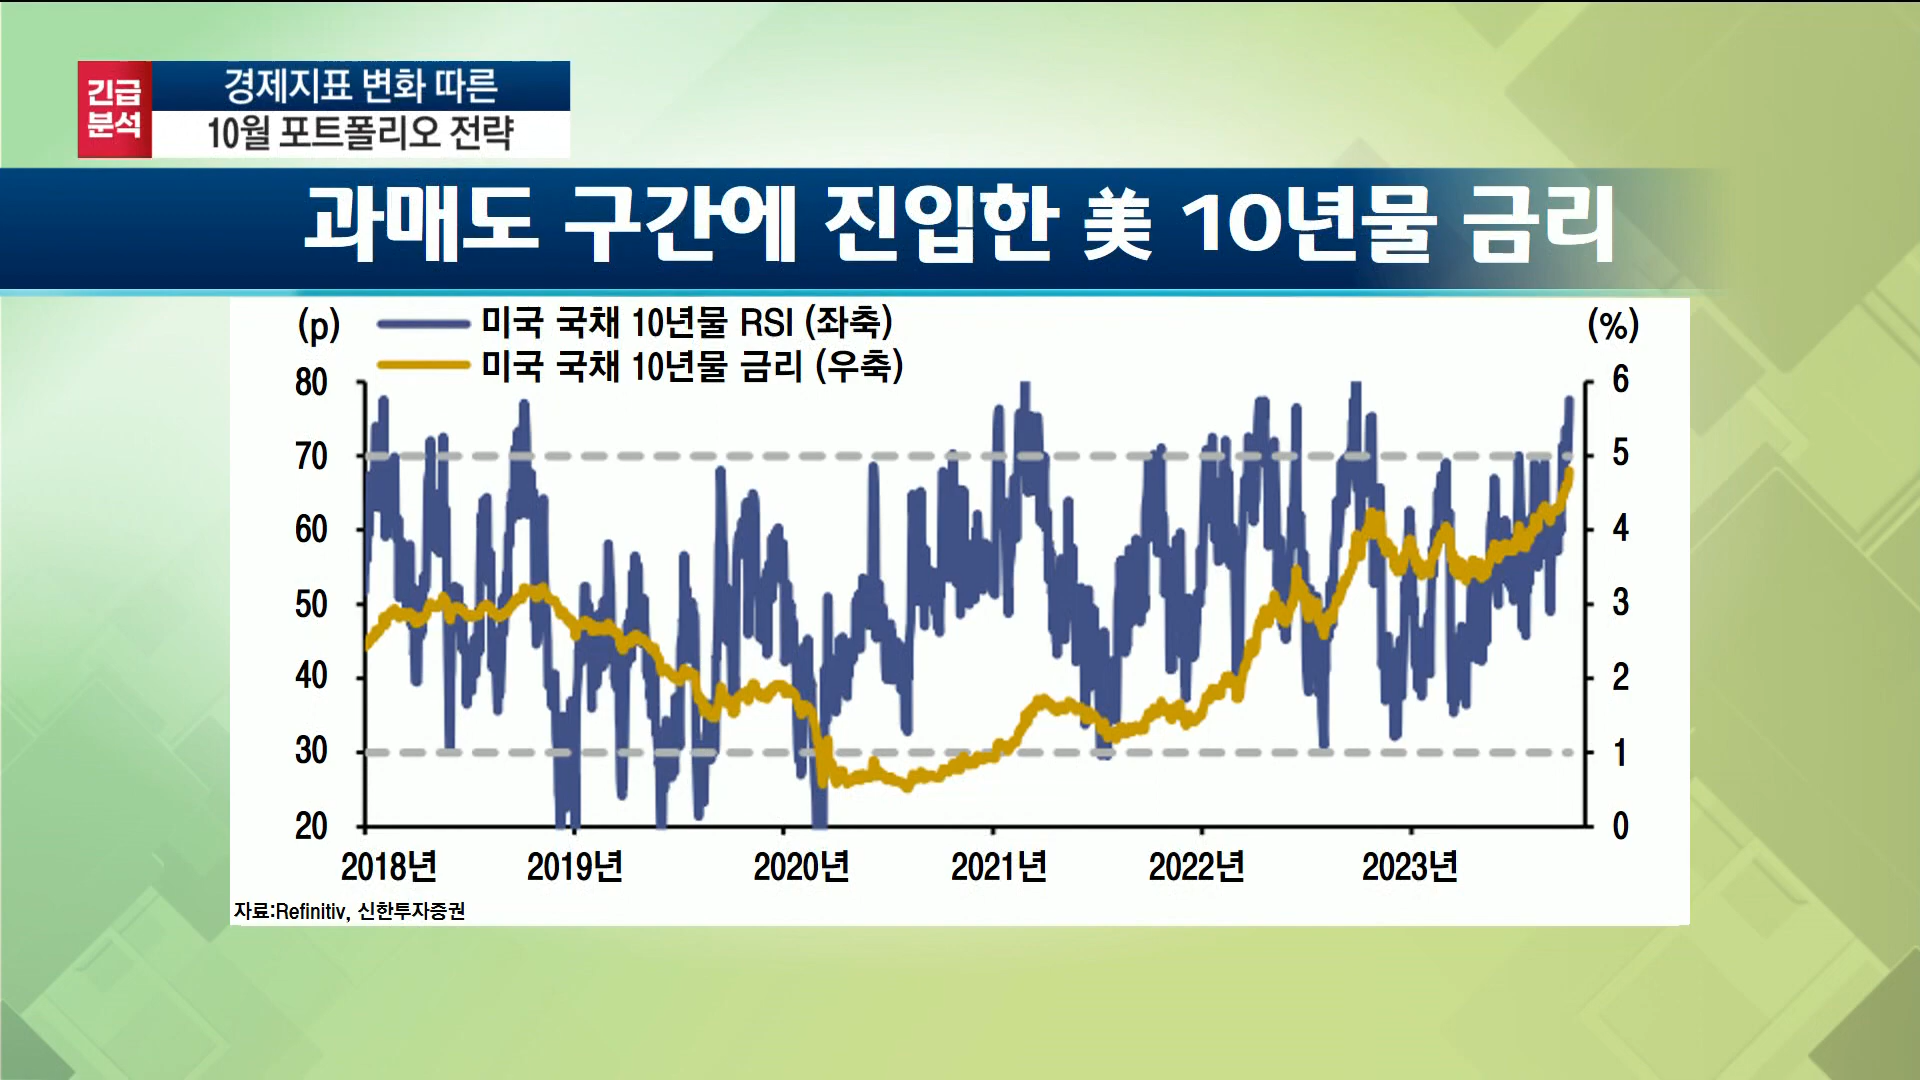 긴급
분석
경제지표 변화 따른
10월 포트폴리오 전략
과매도 구간에 진입한 美 10년물 금리
(p)
미국 국채 10년물 RSI (좌축)
(%)
미국 국채 10년물 금리 (우축)
80
6
70
5
60
4
50
3
40
2
30
1
20
0
2018년
2019년
2020년
2021년
2022년
2023년
자료:Refinitiv, 신한투자증권